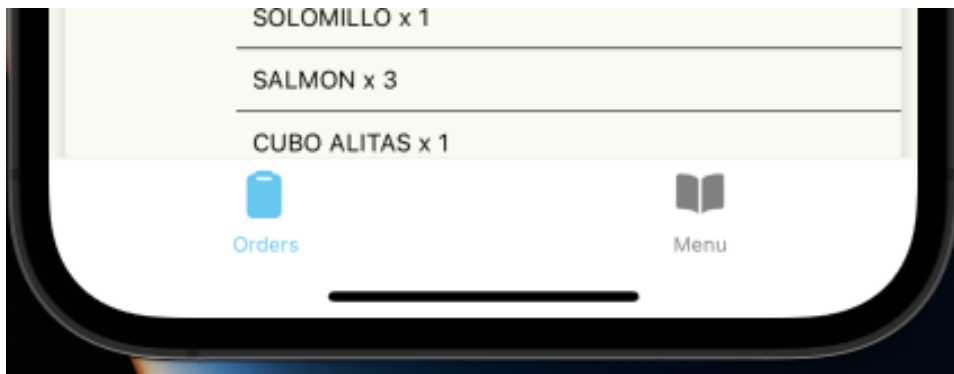 SOLOMILLO x 1
SALMON x 3
CUBO ALITAS x 1
Orders
Menu